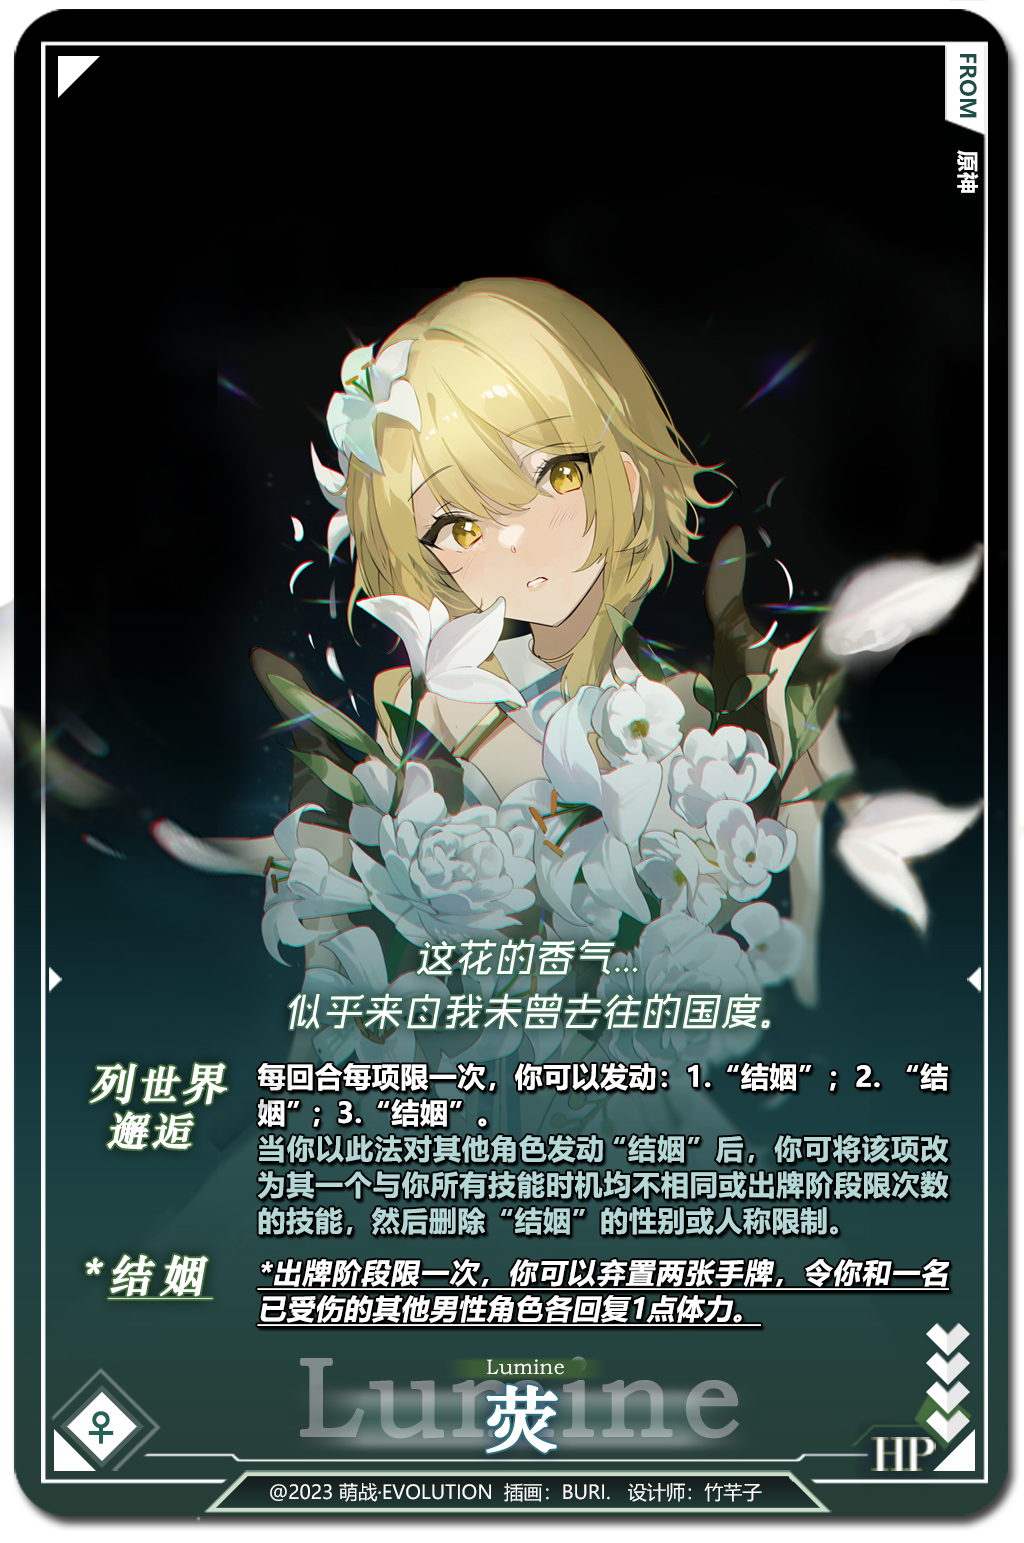 FROM
原神
这花的香气...
似乎来自我未曾去往的国度。
列世界
邂逅
每回合每项限一次，你可以发动：1.“结姻”；2. “结
姻”；3.“结姻”。
当你以此法对其他角色发动“结姻”后，你可将该项改
为其一个与你所有技能时机均不相同或出牌阶段限次数
的技能，然后删除“结姻”的性别或人称限制。
*结姻
*出牌阶段限一次，你可以弃置两张手牌，令你和一名
已受伤的其他男性角色各回复1点体力。
Lumine
Lumine
荧
HP
@2023 萌战·EVOLUTION 插画：BURI. 设计师：竹芊子